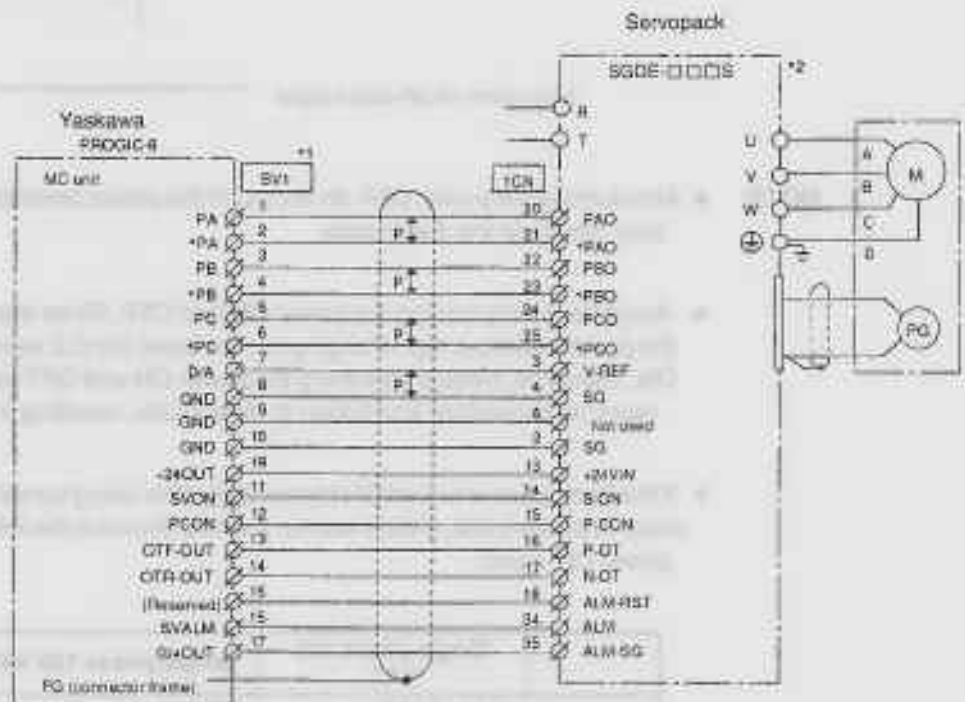 Servopack
SGDE-□□□S
*2
R
T
Yaskawa
PROGIC-8
MC unit
*1
SV1
1CN
PA 1 20 PAO
*PA 2 21 *PAO
PB 3 22 PBO
*PB 4 23 *PBO
PC 5 24 PCO
*PC 6 25 *PCO
D/A 7 3 V-REF
GND 8 4 SG
GND 9 6 Not used
GND 10 2 SG
+24OUT 19 13 +24VIN
SVON 11 14 S-ON
PCON 12 15 P-CON
OTF-OUT 13 16 P-OT
OTR-OUT 14 17 N-OT
(Reserved) 15 18 ALM-RST
SVALM 15 34 ALM
17 35 ALM-SG
P
P
P
P
FG (connector frame)
U
V
W
A
B
C
D
M
PG